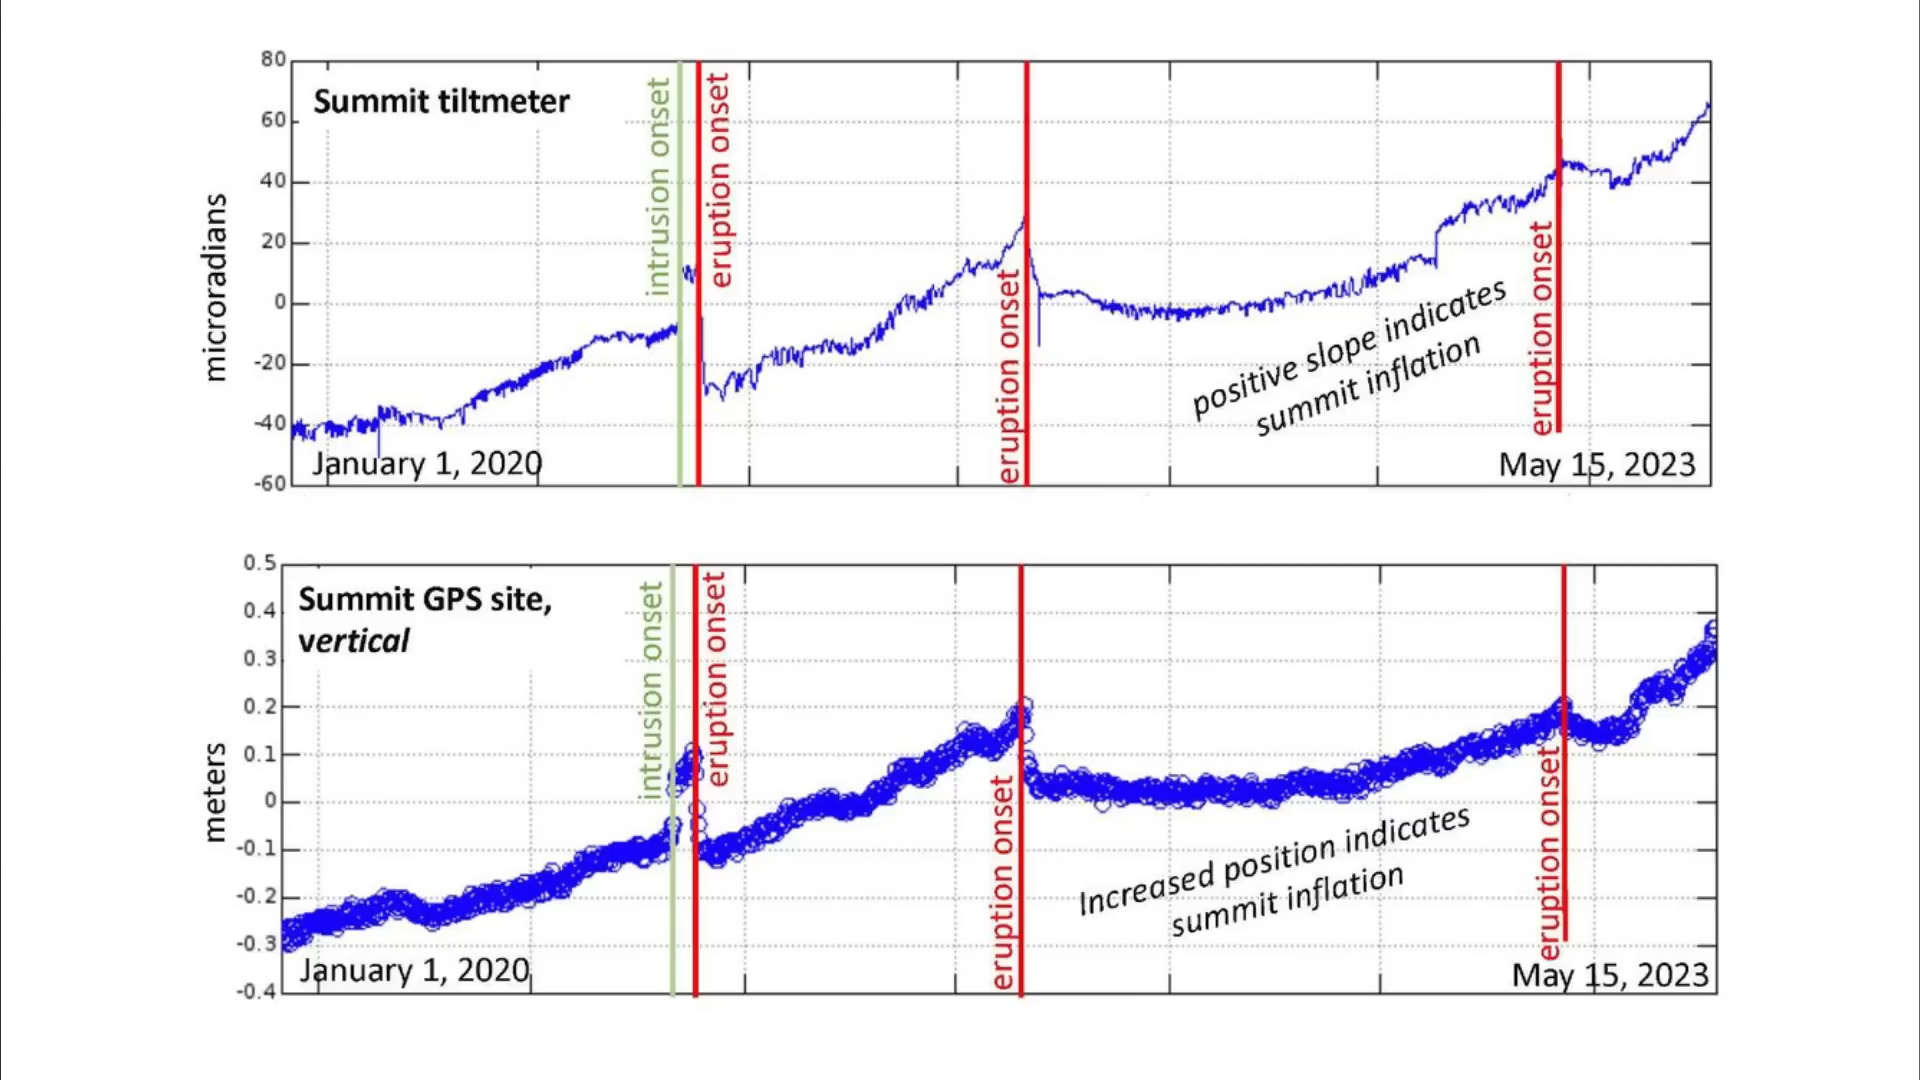 80
60
40
20
0
-20
-40
-60
microradians
Summit tiltmeter
intrusion onset
eruption onset
eruption onset
eruption onset
positive slope indicates
summit inflation
January 1, 2020
May 15, 2023
0.5
0.4
0.3
0.2
0.1
0
-0.1
-0.2
-0.3
-0.4
meters
Summit GPS site,
vertical
intrusion onset
eruption onset
eruption onset
eruption onset
Increased position indicates
summit inflation
January 1, 2020
May 15, 2023